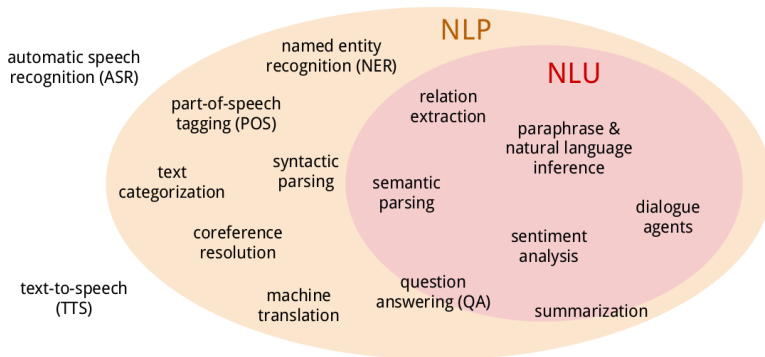 NLP
NLU
automatic speech
recognition (ASR)
named entity
recognition (NER)
relation
extraction
part-of-speech
tagging (POS)
paraphrase &
natural language
inference
syntactic
parsing
text
categorization
semantic
parsing
dialogue
agents
coreference
resolution
sentiment
analysis
question
answering (QA)
text-to-speech
(TTS)
machine
translation
summarization